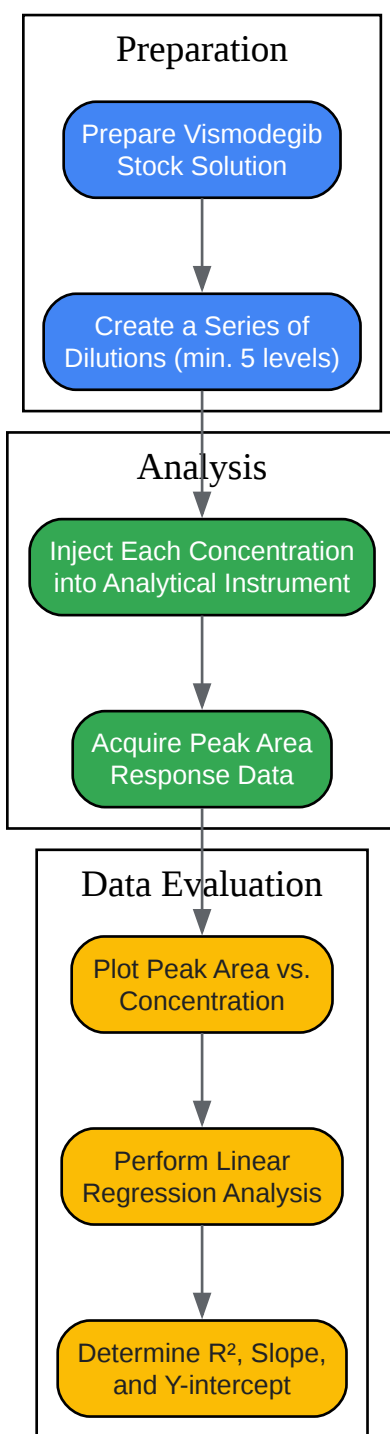 Preparation
Prepare Vismodegib
Stock Solution
Create a Series of
Dilutions (min. 5 levels)
Analysis
Inject Each Concentration
into Analytical Instrument
Acquire Peak Area
Response Data
Data Evaluation
Plot Peak Area vs.
Concentration
Perform Linear
Regression Analysis
Determine R², Slope,
and Y-intercept